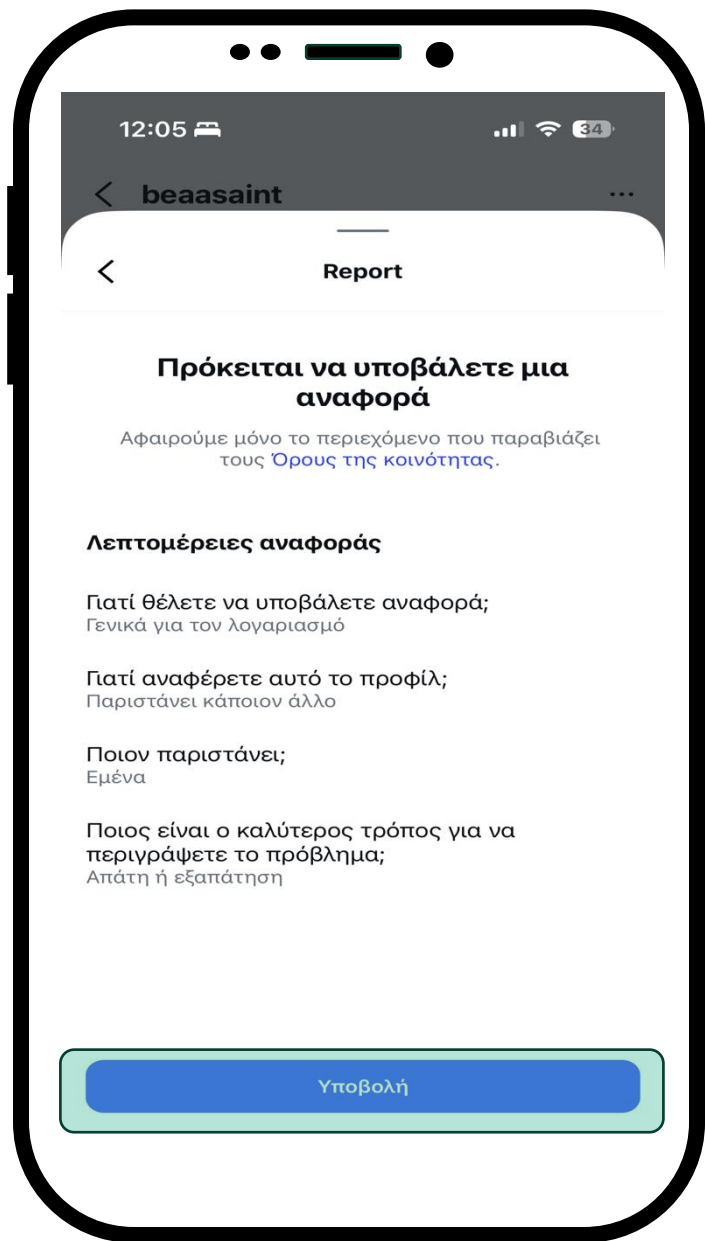 12:05
34
beaasaint
Report
Πρόκειται να υποβάλετε μια
αναφορά
Αφαιρούμε μόνο το περιεχόμενο που παραβιάζει
τους Όρους της κοινότητας.
Λεπτομέρειες αναφοράς
Γιατί θέλετε να υποβάλετε αναφορά;
Γενικά για τον λογαριασμό
Γιατί αναφέρετε αυτό το προφίλ;
Παριστάνει κάποιον άλλο
Ποιον παριστάνει;
Εμένα
Ποιος είναι ο καλύτερος τρόπος για να
περιγράψετε το πρόβλημα;
Απάτη ή εξαπάτηση
Υποβολή